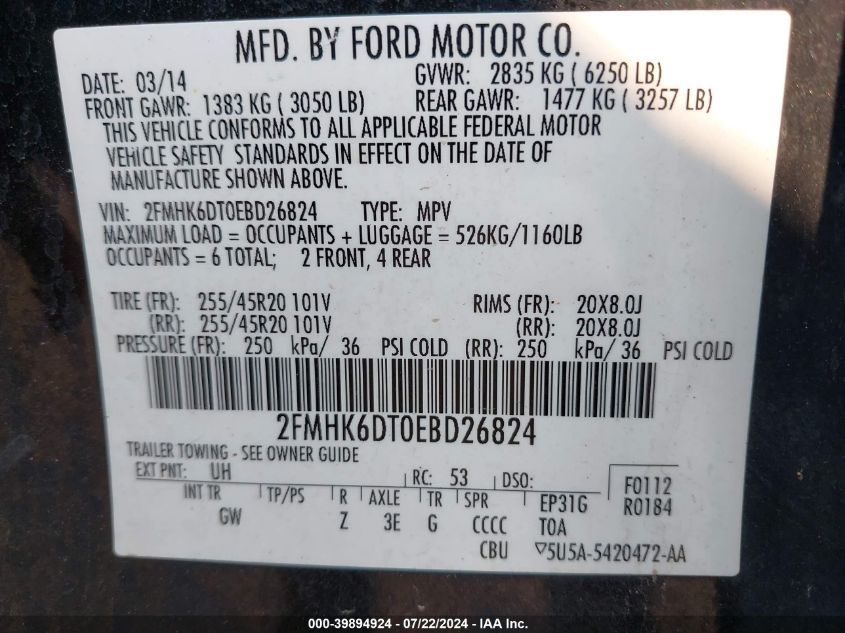 MFD. BY FORD MOTOR CO.
DATE: 03/14 GVWR: 2835 KG ( 6250 LB)
FRONT GAWR: 1383 KG ( 3050 LB) REAR GAWR: 1477 KG ( 3257 LB)
THIS VEHICLE CONFORMS TO ALL APPLICABLE FEDERAL MOTOR
VEHICLE SAFETY STANDARDS IN EFFECT ON THE DATE OF
MANUFACTURE SHOWN ABOVE.
VIN: 2FMHK6DT0EBD26824 TYPE: MPV
MAXIMUM LOAD = OCCUPANTS + LUGGAGE = 526KG/1160LB
OCCUPANTS = 6 TOTAL; 2 FRONT, 4 REAR
TIRE (FR): 255/45R20 101V RIMS (FR): 20X8.0J
(RR): 255/45R20 101V (RR): 20X8.0J
PRESSURE (FR): 250 kPa/ 36 PSI COLD (RR): 250 kPa/ 36 PSI COLD
2FMHK6DT0EBD26824
TRAILER TOWING - SEE OWNER GUIDE
EXT PNT: UH RC: 53 DSO: F0112
INT TR TP/PS R AXLE TR SPR EP31G R0184
GW Z 3E G CCCC T0A
CBU ▽5U5A-5420472-AA
000-39894924 - 07/22/2024 - IAA Inc.